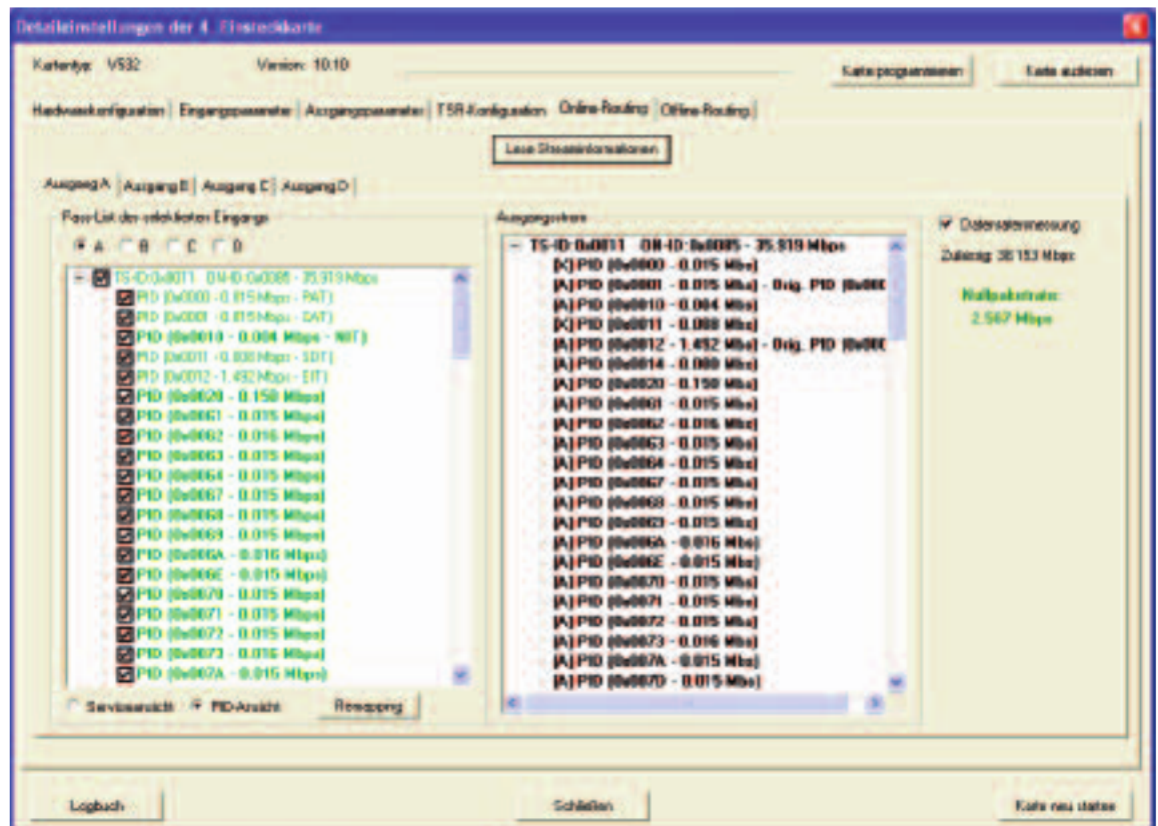 Detaileinstellungen der 4. Einsteckkarte
Kartentyp: V532 Version: 10.10 Karte programmieren Karte auslesen
Hardwarekonfiguration Eingangsparameter Ausgangsparameter TSR-Konfiguration Online-Routing Offline-Routing
Lese Streaminformationen
Ausgang A Ausgang B Ausgang C Ausgang D
Pass-List des selektierten Eingangs
A B C D
TS-ID:0x0011 ON-ID:0x0085 - 35.919 Mbps
PID (0x0000 - 0.015 Mbps - PAT)
PID (0x0001 - 0.015 Mbps - CAT)
PID (0x0010 - 0.004 Mbps - NIT)
PID (0x0011 - 0.008 Mbps - SDT)
PID (0x0012 - 1.492 Mbps - EIT)
PID (0x0020 - 0.150 Mbps)
PID (0x0061 - 0.015 Mbps)
PID (0x0062 - 0.016 Mbps)
PID (0x0063 - 0.015 Mbps)
PID (0x0064 - 0.015 Mbps)
PID (0x0067 - 0.015 Mbps)
PID (0x0068 - 0.015 Mbps)
PID (0x0069 - 0.015 Mbps)
PID (0x006A - 0.016 Mbps)
PID (0x006E - 0.015 Mbps)
PID (0x0070 - 0.015 Mbps)
PID (0x0071 - 0.015 Mbps)
PID (0x0072 - 0.015 Mbps)
PID (0x0073 - 0.016 Mbps)
PID (0x007A - 0.015 Mbps)
Serviceansicht PID-Ansicht Remapping
Ausgangsstrom
TS-ID:0x0011 ON-ID:0x0085 - 35.919 Mbps
[X] PID (0x0000 - 0.015 Mbs)
[A] PID (0x0001 - 0.015 Mbs) - Orig. PID (0x000
[A] PID (0x0010 - 0.004 Mbs)
[X] PID (0x0011 - 0.008 Mbs)
[A] PID (0x0012 - 1.492 Mbs) - Orig. PID (0x000
[A] PID (0x0014 - 0.000 Mbs)
[A] PID (0x0020 - 0.150 Mbs)
[A] PID (0x0061 - 0.015 Mbs)
[A] PID (0x0062 - 0.016 Mbs)
[A] PID (0x0063 - 0.015 Mbs)
[A] PID (0x0064 - 0.015 Mbs)
[A] PID (0x0067 - 0.015 Mbs)
[A] PID (0x0068 - 0.015 Mbs)
[A] PID (0x0069 - 0.015 Mbs)
[A] PID (0x006A - 0.016 Mbs)
[A] PID (0x006E - 0.015 Mbs)
[A] PID (0x0070 - 0.015 Mbs)
[A] PID (0x0071 - 0.015 Mbs)
[A] PID (0x0072 - 0.015 Mbs)
[A] PID (0x0073 - 0.016 Mbs)
[A] PID (0x007A - 0.015 Mbs)
[A] PID (0x007D - 0.015 Mbs)
Datenratenmessung
Zulässig: 38.153 Mbps
Nullpaketrate:
2.567 Mbps
Logbuch Schließen Karte neu starten